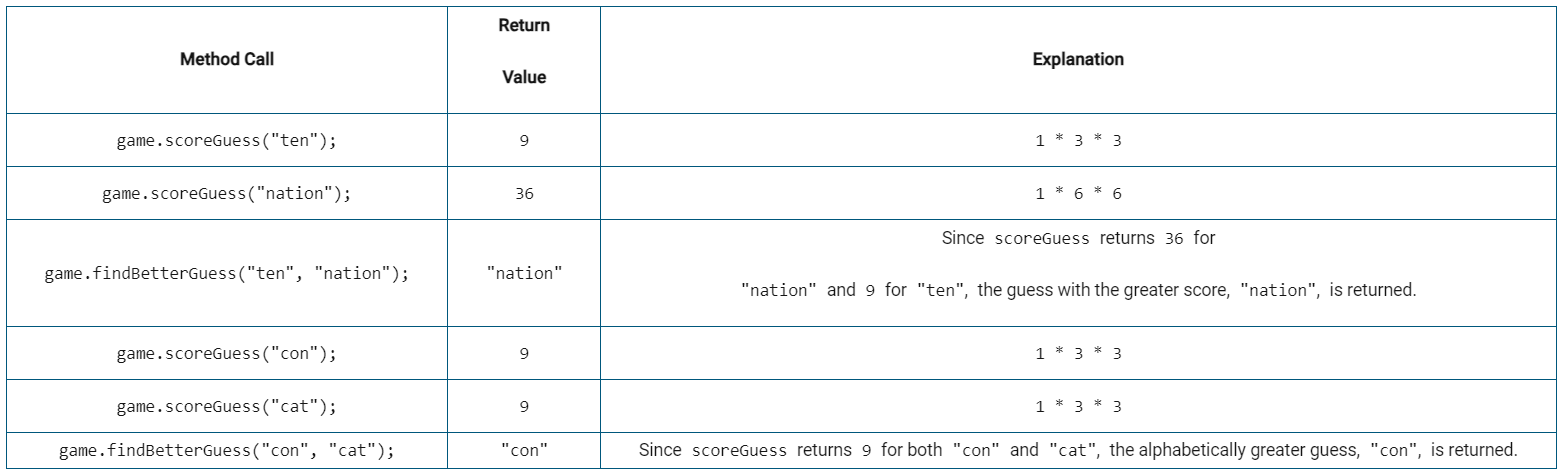 Return
Method Call Explanation
Value
game.scoreGuess("ten"); 9 1 * 3 * 3
game.scoreGuess("nation"); 36 1 * 6 * 6
Since scoreGuess returns 36 for
game.findBetterGuess("ten", "nation"); "nation"
"nation" and 9 for "ten", the guess with the greater score, "nation", is returned.
game.scoreGuess("con"); 9 1 * 3 * 3
game.scoreGuess("cat"); 9 1 * 3 * 3
game.findBetterGuess("con", "cat"); "con" Since scoreGuess returns 9 for both "con" and "cat", the alphabetically greater guess, "con", is returned.